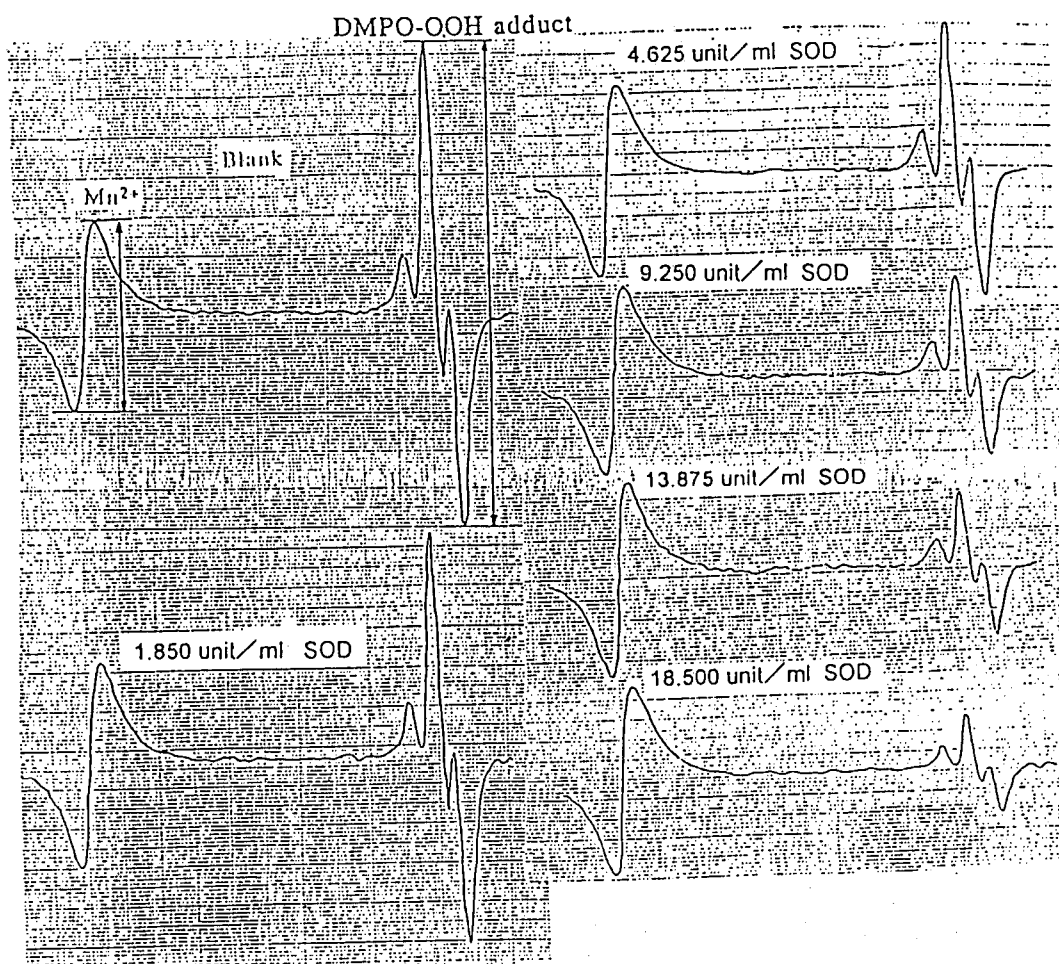 DMPO-OOH adduct
Blank
Mn²⁺
1.850 unit/ml SOD
4.625 unit/ml SOD
9.250 unit/ml SOD
13.875 unit/ml SOD
18.500 unit/ml SOD